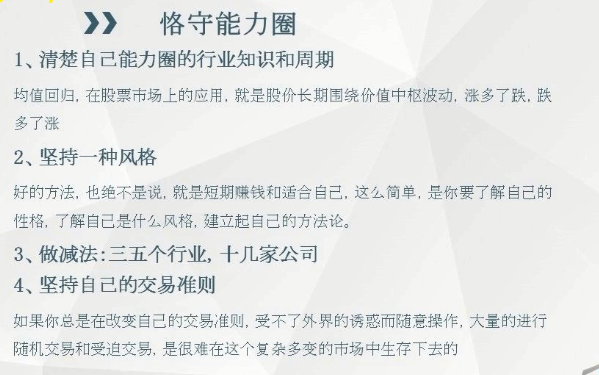 恪守能力圈
1、清楚自己能力圈的行业知识和周期
均值回归, 在股票市场上的应用, 就是股价长期围绕价值中枢波动, 涨多了跌, 跌
多了涨
2、坚持一种风格
好的方法, 也绝不是说, 就是短期赚钱和适合自己, 这么简单, 是你要了解自己的
性格, 了解自己是什么风格, 建立起自己的方法论。
3、做减法:三五个行业, 十几家公司
4、坚持自己的交易准则
如果你总是在改变自己的交易准则, 受不了外界的诱惑而随意操作, 大量的进行
随机交易和受迫交易, 是很难在这个复杂多变的市场中生存下去的